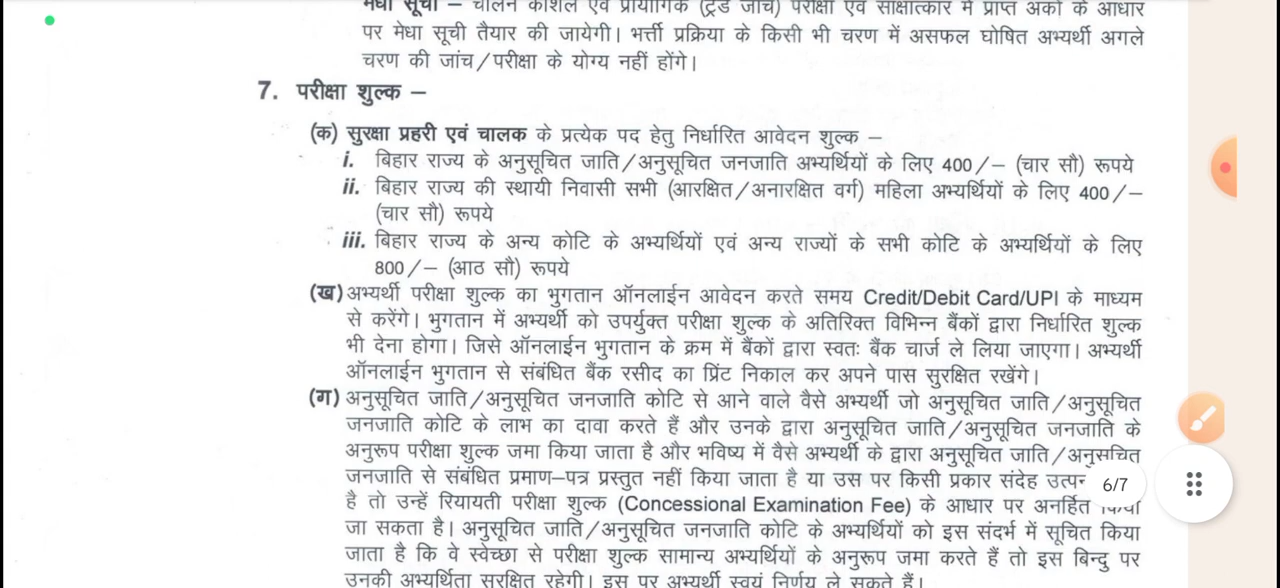 मेधा सूची – चालन कौशल एवं प्रायोगिक (ट्रेड जाँच) परीक्षा एवं साक्षात्कार में प्राप्त अंकों के आधार
पर मेधा सूची तैयार की जायेगी। भर्त्ती प्रक्रिया के किसी भी चरण में असफल घोषित अभ्यर्थी अगले
चरण की जांच/परीक्षा के योग्य नहीं होंगे।
7. परीक्षा शुल्क –
(क) सुरक्षा प्रहरी एवं चालक के प्रत्येक पद हेतु निर्धारित आवेदन शुल्क –
i. बिहार राज्य के अनुसूचित जाति/अनुसूचित जनजाति अभ्यर्थियों के लिए 400/– (चार सौ) रूपये
ii. बिहार राज्य की स्थायी निवासी सभी (आरक्षित/अनारक्षित वर्ग) महिला अभ्यर्थियों के लिए 400/–
(चार सौ) रूपये
iii. बिहार राज्य के अन्य कोटि के अभ्यर्थियों एवं अन्य राज्यों के सभी कोटि के अभ्यर्थियों के लिए
800/– (आठ सौ) रूपये
(ख) अभ्यर्थी परीक्षा शुल्क का भुगतान ऑनलाईन आवेदन करते समय Credit/Debit Card/UPI के माध्यम
से करेंगे। भुगतान में अभ्यर्थी को उपर्युक्त परीक्षा शुल्क के अतिरिक्त विभिन्न बैंकों द्वारा निर्धारित शुल्क
भी देना होगा। जिसे ऑनलाईन भुगतान के क्रम में बैंकों द्वारा स्वतः बैंक चार्ज ले लिया जाएगा। अभ्यर्थी
ऑनलाईन भुगतान से संबंधित बैंक रसीद का प्रिंट निकाल कर अपने पास सुरक्षित रखेंगे।
(ग) अनुसूचित जाति/अनुसूचित जनजाति कोटि से आने वाले वैसे अभ्यर्थी जो अनुसूचित जाति/अनुसूचित
जनजाति कोटि के लाभ का दावा करते हैं और उनके द्वारा अनुसूचित जाति/अनुसूचित जनजाति के
अनुरूप परीक्षा शुल्क जमा किया जाता है और भविष्य में वैसे अभ्यर्थी के द्वारा अनुसूचित जाति/अनुसूचित
जनजाति से संबंधित प्रमाण–पत्र प्रस्तुत नहीं किया जाता है या उस पर किसी प्रकार संदेह उत्पन्
6/7
है तो उन्हें रियायती परीक्षा शुल्क (Concessional Examination Fee) के आधार पर अनर्हित किया
जा सकता है। अनुसूचित जाति/अनुसूचित जनजाति कोटि के अभ्यर्थियों को इस संदर्भ में सूचित किया
जाता है कि वे स्वेच्छा से परीक्षा शुल्क सामान्य अभ्यर्थियों के अनुरूप जमा करते हैं तो इस बिन्दु पर
उनकी अभ्यर्थिता सुरक्षित रहेगी। इस पर अभ्यर्थी स्वयं निर्णय ले सकते हैं।